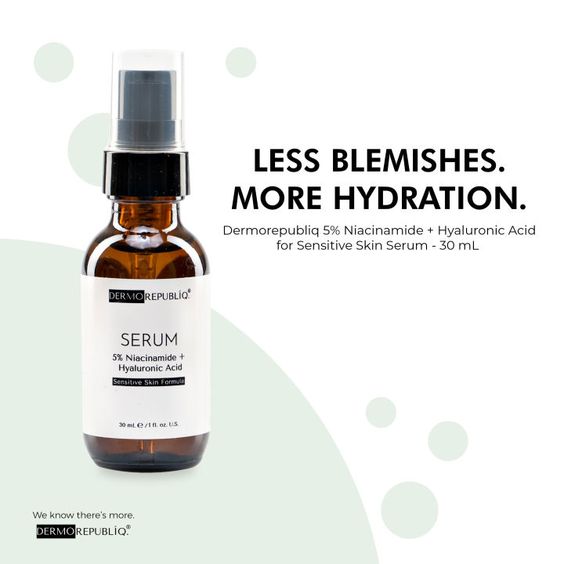 LESS BLEMISHES.
MORE HYDRATION.
Dermorepubliq 5% Niacinamide + Hyaluronic Acid
for Sensitive Skin Serum - 30 mL
DERMOREPUBLIQ.®
SERUM
5% Niacinamide +
Hyaluronic Acid
Sensitive Skin Formula
30 mL ℮ /1 fl. oz. U.S.
We know there's more.
DERMOREPUBLIQ.®